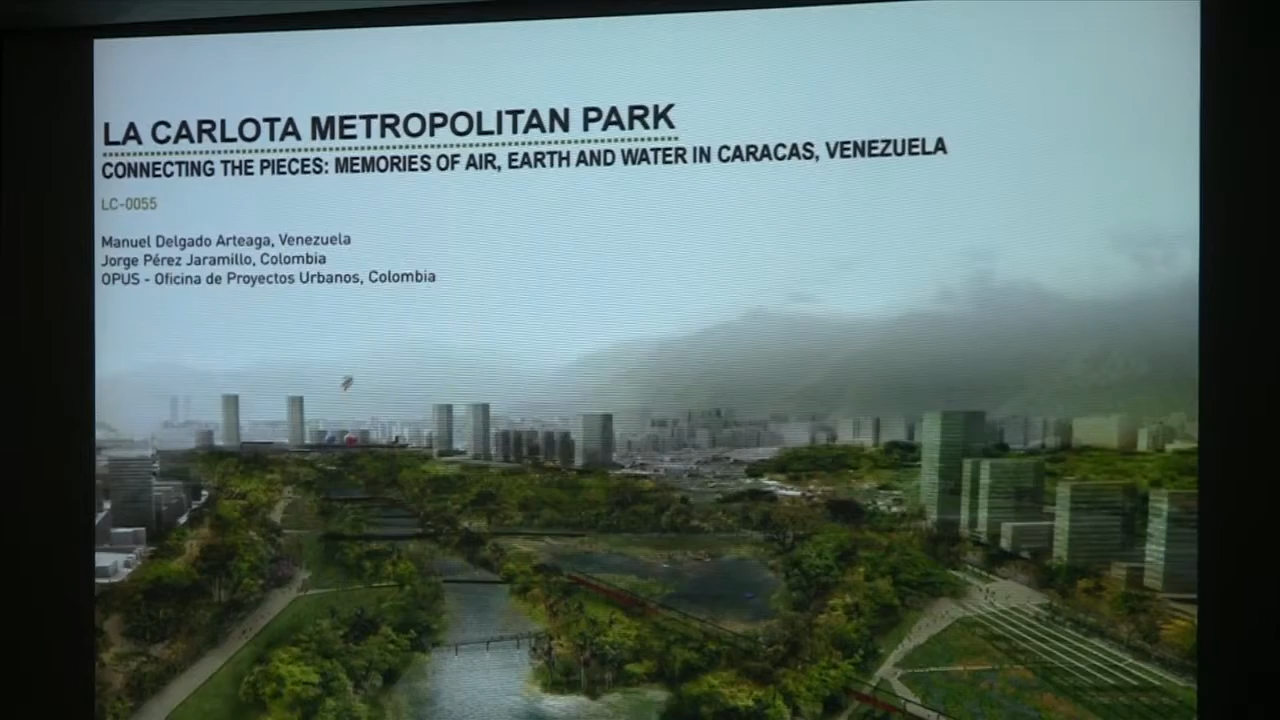 LA CARLOTA METROPOLITAN PARK
CONNECTING THE PIECES: MEMORIES OF AIR, EARTH AND WATER IN CARACAS, VENEZUELA
LC-0055
Manuel Delgado Arteaga, Venezuela
Jorge Pérez Jaramillo, Colombia
OPUS - Oficina de Proyectos Urbanos, Colombia